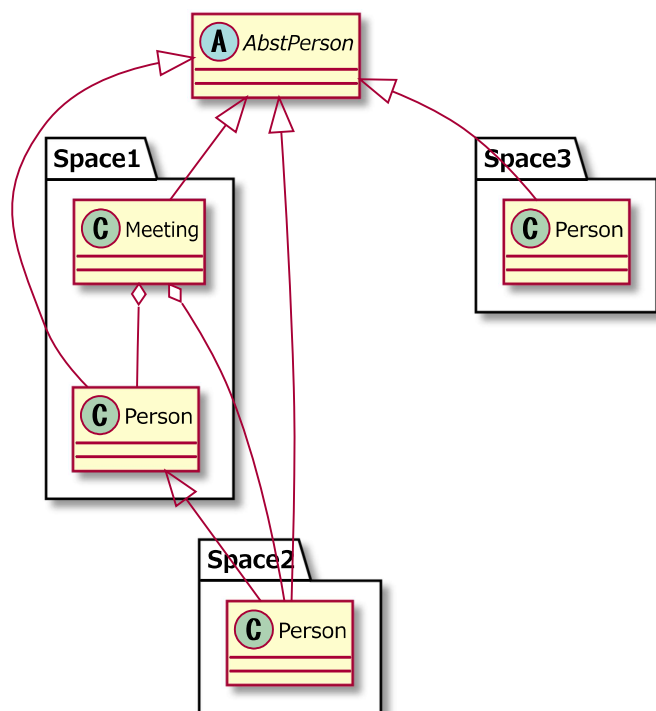 A AbstPerson
Space1
C Meeting
C Person
Space3
C Person
Space2
C Person